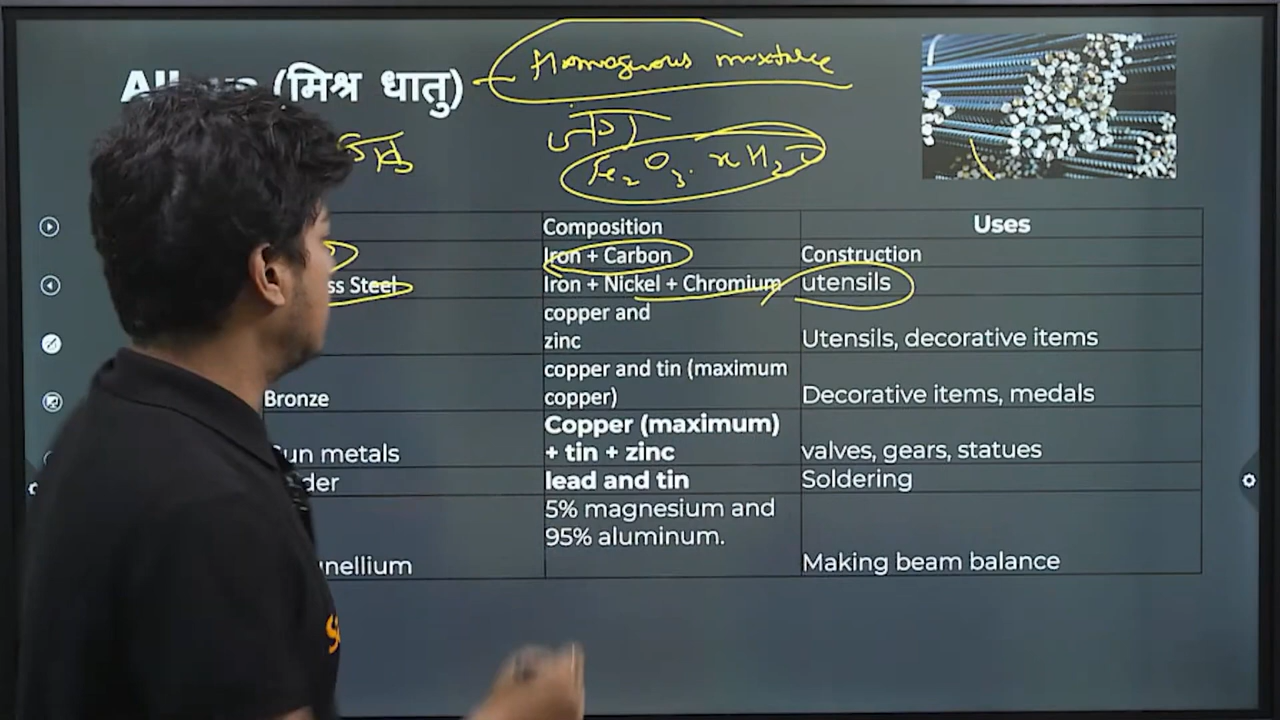 (मिश्र धातु)
Homogenous mixture
जंग
Fe₂O₃.xH₂O
Composition Uses
Iron + Carbon Construction
ss Steel Iron + Nickel + Chromium utensils
copper and
zinc Utensils, decorative items
copper and tin (maximum
Bronze copper) Decorative items, medals
Copper (maximum)
un metals + tin + zinc valves, gears, statues
der lead and tin Soldering
5% magnesium and
95% aluminum.
nellium Making beam balance